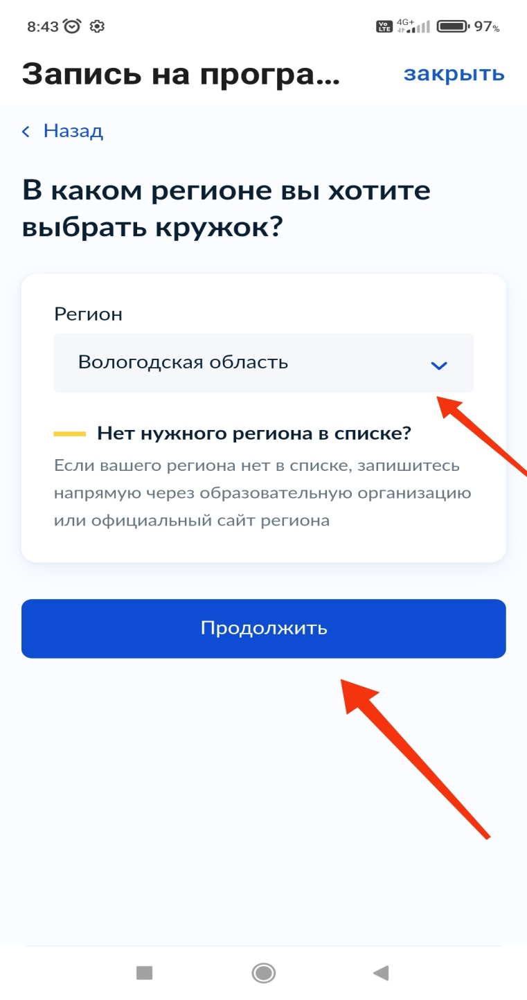 8:43 Vo LTE 4G+ 97%
Запись на програ... закрыть
Назад
В каком регионе вы хотите
выбрать кружок?
Регион
Вологодская область
Нет нужного региона в списке?
Если вашего региона нет в списке, запишитесь
напрямую через образовательную организацию
или официальный сайт региона
Продолжить